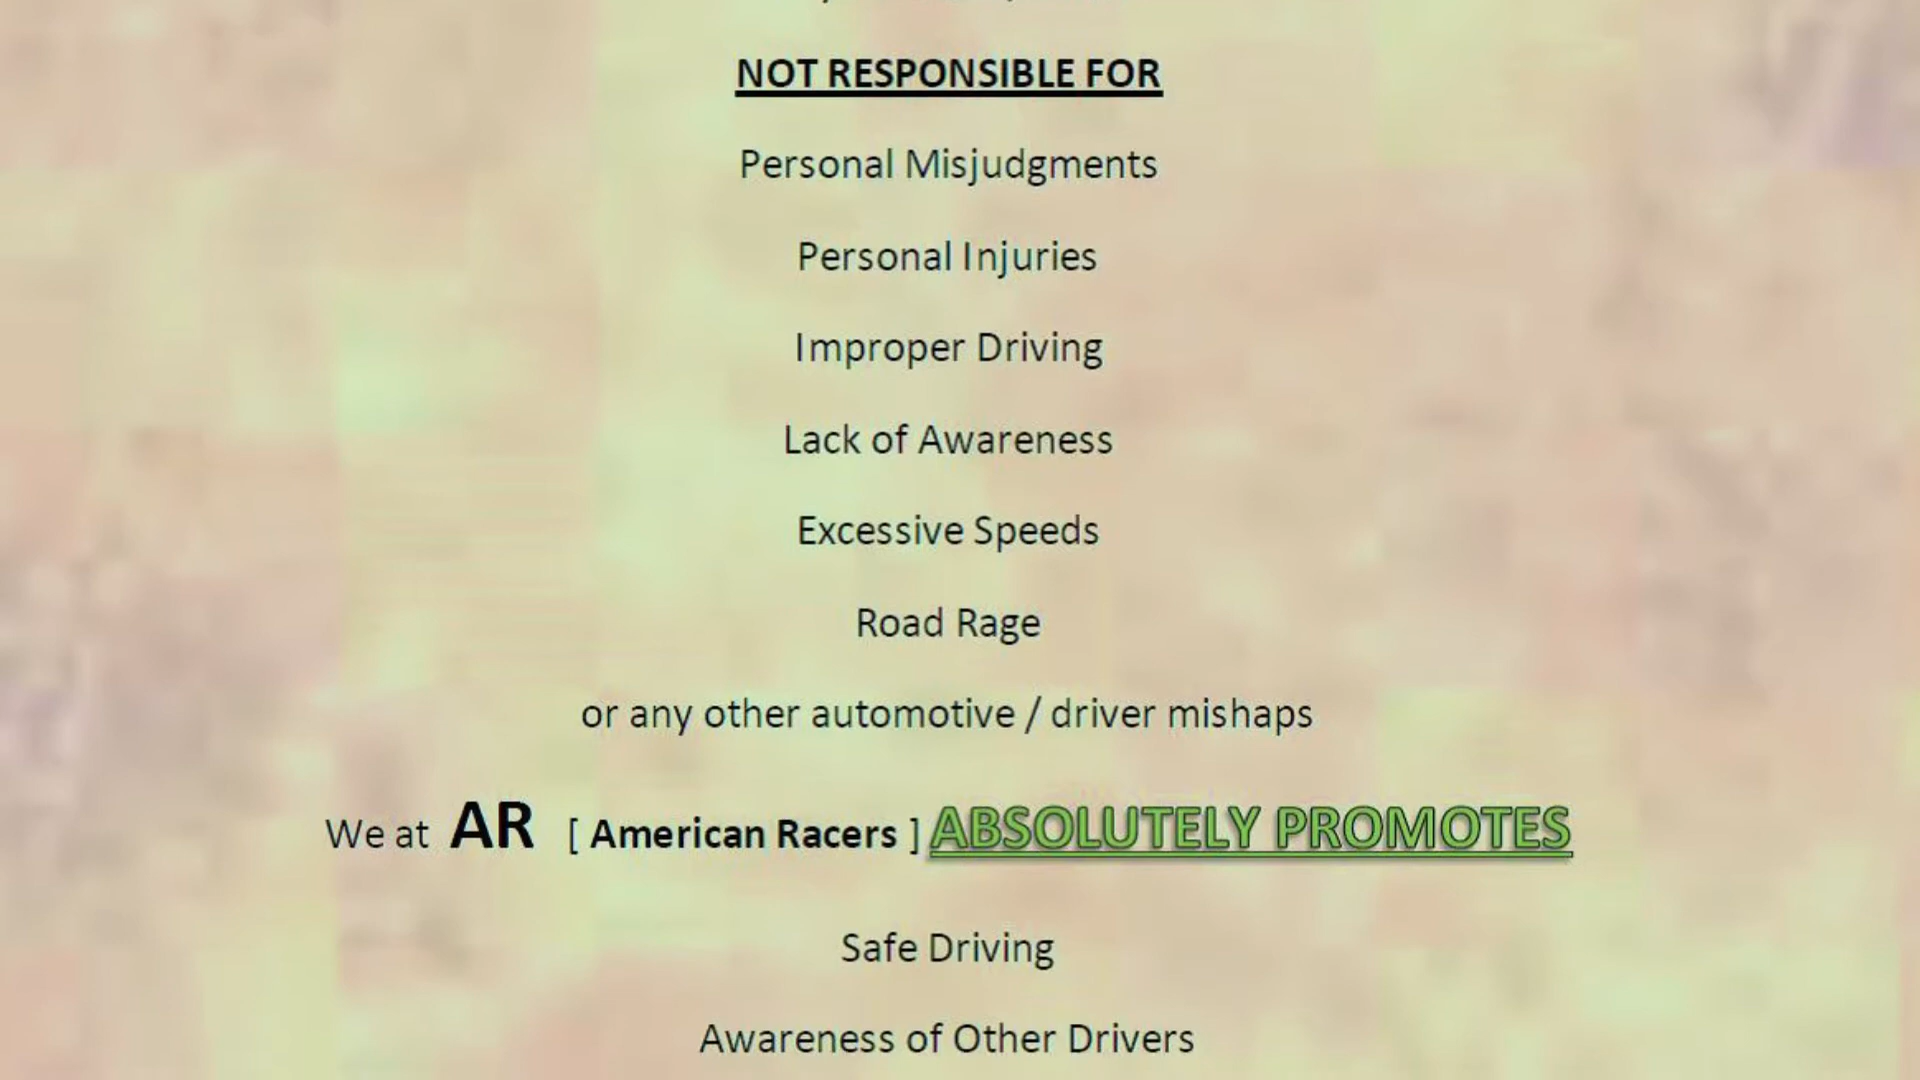 NOT RESPONSIBLE FOR
Personal Misjudgments
Personal Injuries
Improper Driving
Lack of Awareness
Excessive Speeds
Road Rage
or any other automotive / driver mishaps
We at AR [ American Racers ] ABSOLUTELY PROMOTES
Safe Driving
Awareness of Other Drivers